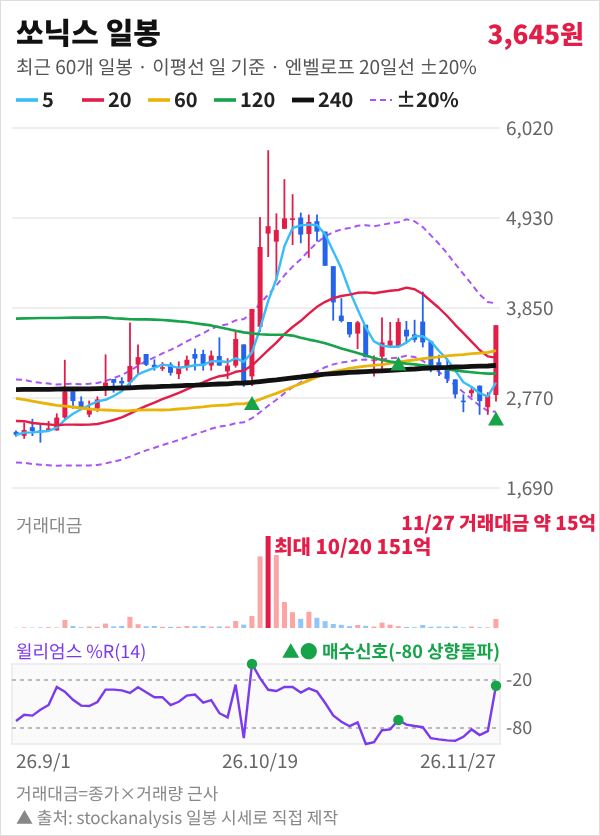 쏘닉스 일봉
3,645원
최근 60개 일봉 · 이평선 일 기준 · 엔벨로프 20일선 ±20%
5 20 60 120 240 ±20%
6,020
4,930
3,850
2,770
1,690
거래대금
11/27 거래대금 약 15억
최대 10/20 151억
윌리엄스 %R(14)
▲● 매수신호(-80 상향돌파)
-20
-80
26.9/1
26.10/19
26.11/27
거래대금=종가×거래량 근사
▲ 출처: stockanalysis 일봉 시세로 직접 제작